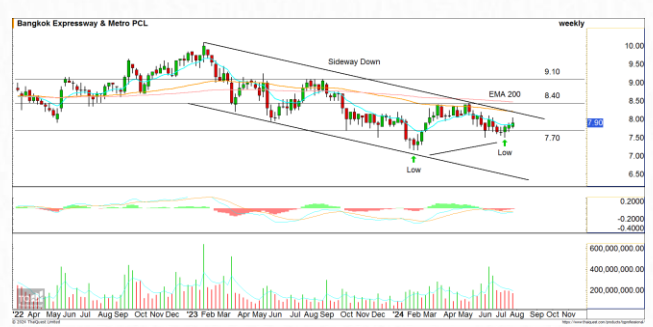 Bangkok Expressway & Metro PCL
weekly
10.00
Sideway Down
9.50
9.10
9.00
EMA 200
8.40
8.50
8.00
7.90
7.70
7.50
Low
7.00
Low
6.50
0.2000
-0.2000
-0.4000
600,000,000.00
400,000,000.00
200,000,000.00
'22 Apr Jun Jul Aug Sep Oct Nov Dec '23 Feb Mar Apr May Jun Jul Aug Sep Oct Nov Dec '24 Feb Mar Apr May Jun Jul Aug Sep Oct Nov